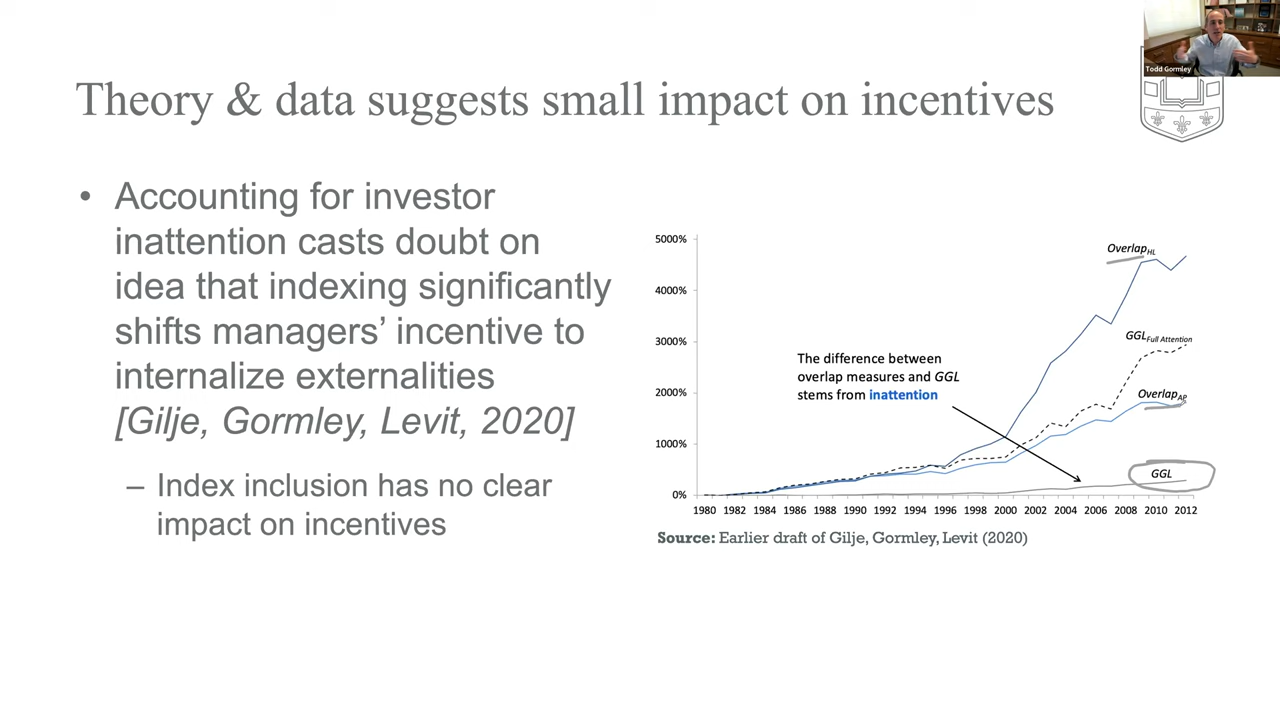 Todd Gormley
Theory & data suggests small impact on incentives
• Accounting for investor
inattention casts doubt on
idea that indexing significantly
shifts managers’ incentive to
internalize externalities
[Gilje, Gormley, Levit, 2020]
– Index inclusion has no clear
impact on incentives
5000%
4000%
3000%
2000%
1000%
0%
OverlapHL
GGLFull Attention
OverlapAP
GGL
The difference between
overlap measures and GGL
stems from inattention
1980 1982 1984 1986 1988 1990 1992 1994 1996 1998 2000 2002 2004 2006 2008 2010 2012
Source: Earlier draft of Gilje, Gormley, Levit (2020)